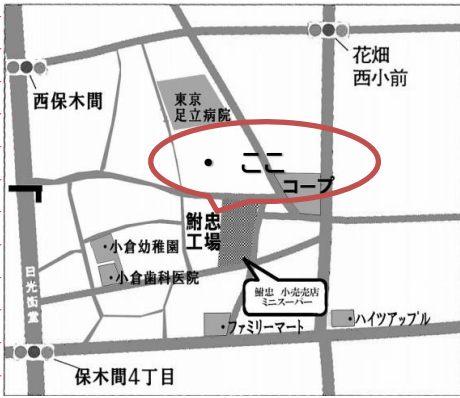 花畑
西小前
西保木間
東京
足立病院
ここ
コープ
鮒忠
工場
・小倉幼稚園
・小倉歯科医院
日光街道
鮒忠 小売売店
ミニスーパー
・ファミリーマート
・ハイツアップル
保木間4丁目